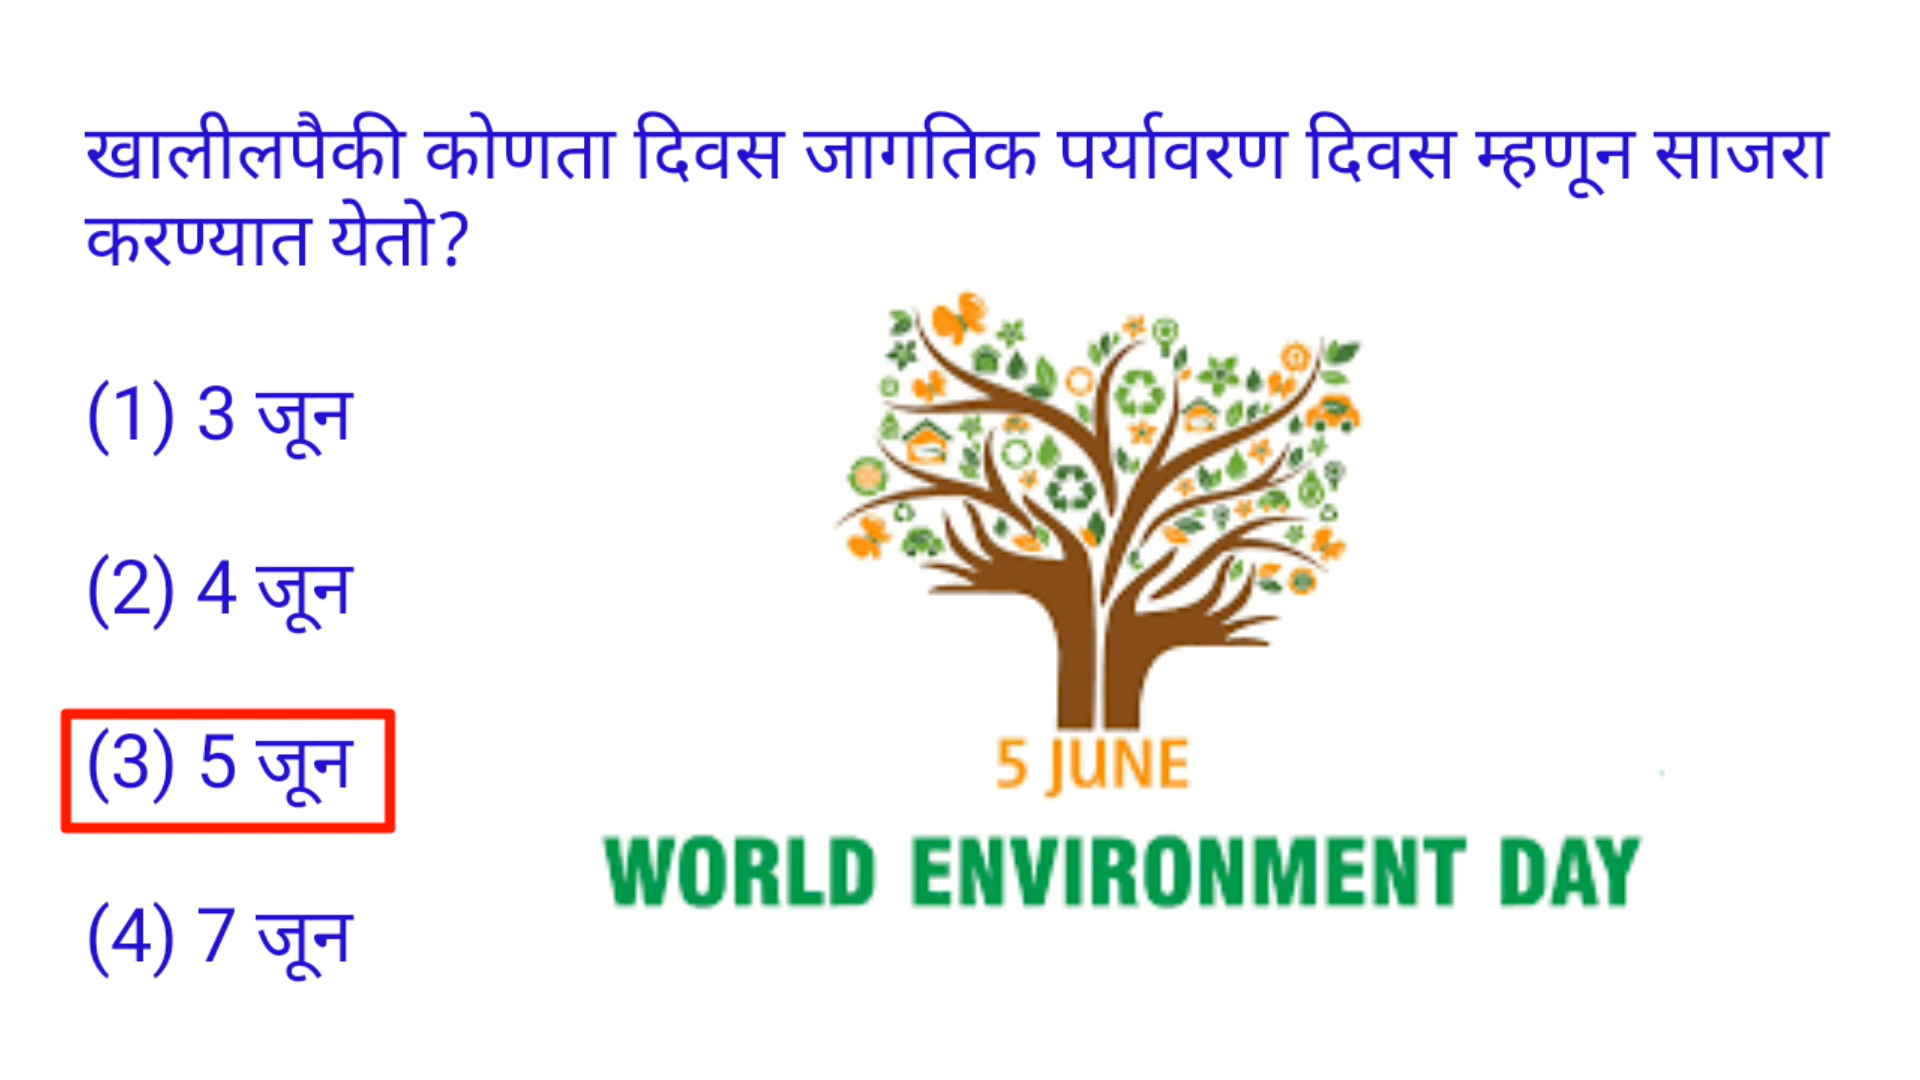 खालीलपैकी कोणता दिवस जागतिक पर्यावरण दिवस म्हणून साजरा
करण्यात येतो?
(1) 3 जून
(2) 4 जून
(3) 5 जून
(4) 7 जून
5 JUNE
WORLD ENVIRONMENT DAY